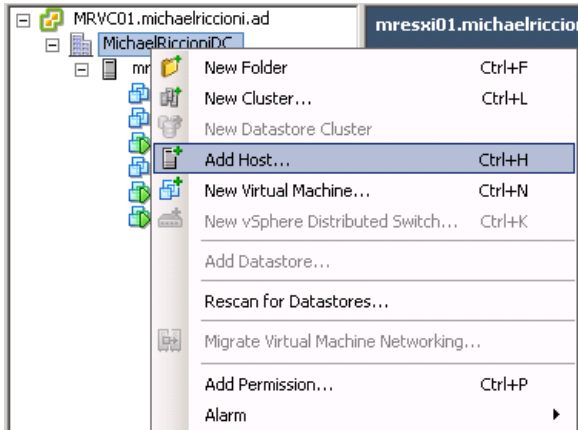 MRVC01.michaelriccioni.ad
mresxi01.michaelriccio
MichaelRiccioniDC
mr
New Folder Ctrl+F
New Cluster... Ctrl+L
New Datastore Cluster
Add Host... Ctrl+H
New Virtual Machine... Ctrl+N
New vSphere Distributed Switch... Ctrl+K
Add Datastore...
Rescan for Datastores...
Migrate Virtual Machine Networking...
Add Permission... Ctrl+P
Alarm